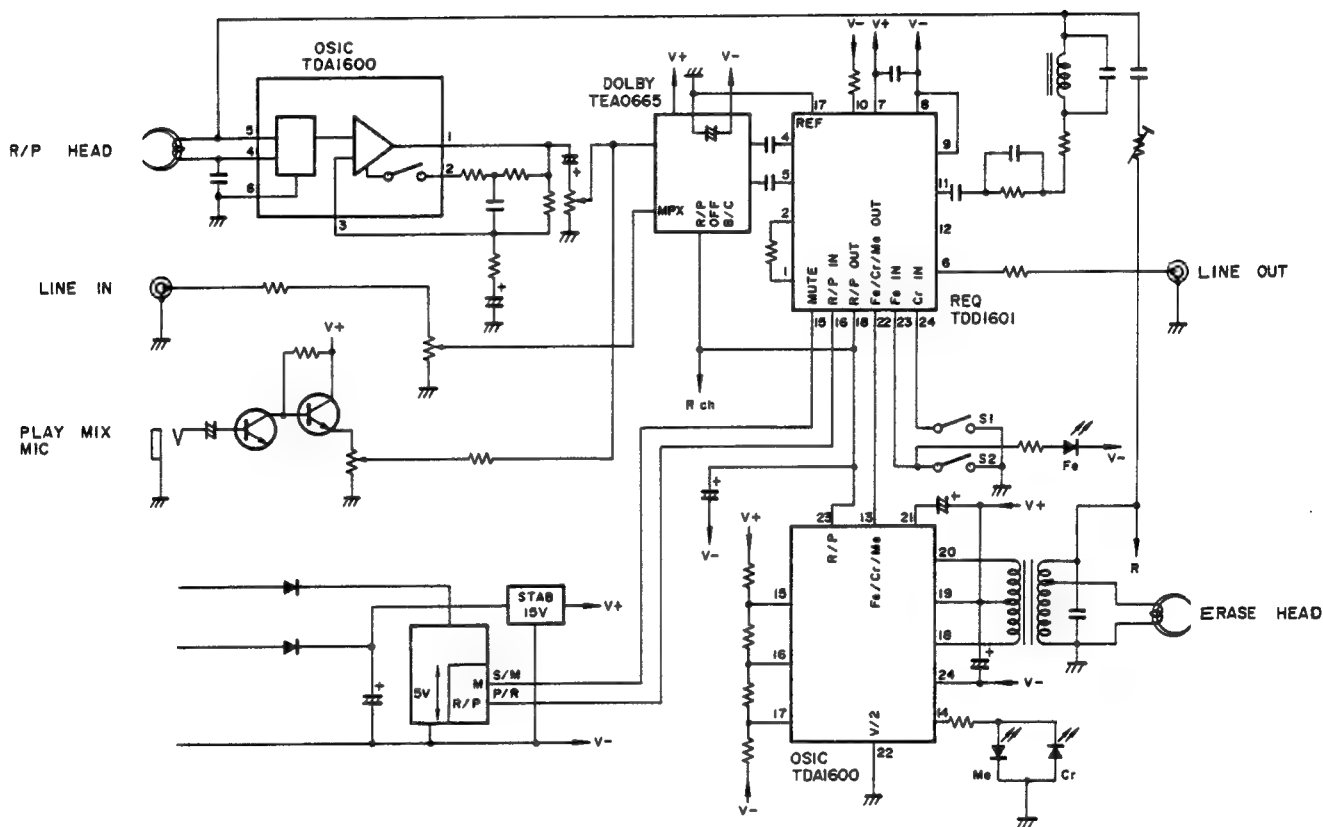 V-
V+
V-
OSIC
TDA1600
V+
V-
DOLBY
TEA0665
17
10
7
8
REF
5
4
6
1
2
3
R/P HEAD
4
5
9
11
12
6
2
1
MPX
R/P
OFF
B/C
MUTE
R/P IN
R/P OUT
Fe/Cr/Me OUT
Fe IN
Cr IN
15
16
18
22
23
24
REQ
TDD1601
LINE OUT
LINE IN
V+
R ch
PLAY MIX
MIC
S1
S2
Fe
V-
V+
V-
23
13
21
V+
R/P
Fe/Cr/Me
20
19
18
24
14
V-
R
ERASE HEAD
15
16
17
V/2
22
V-
OSIC
TDA1600
Me
Cr
STAB
15V
V+
5V
M
R/P
S/M
P/R
V-